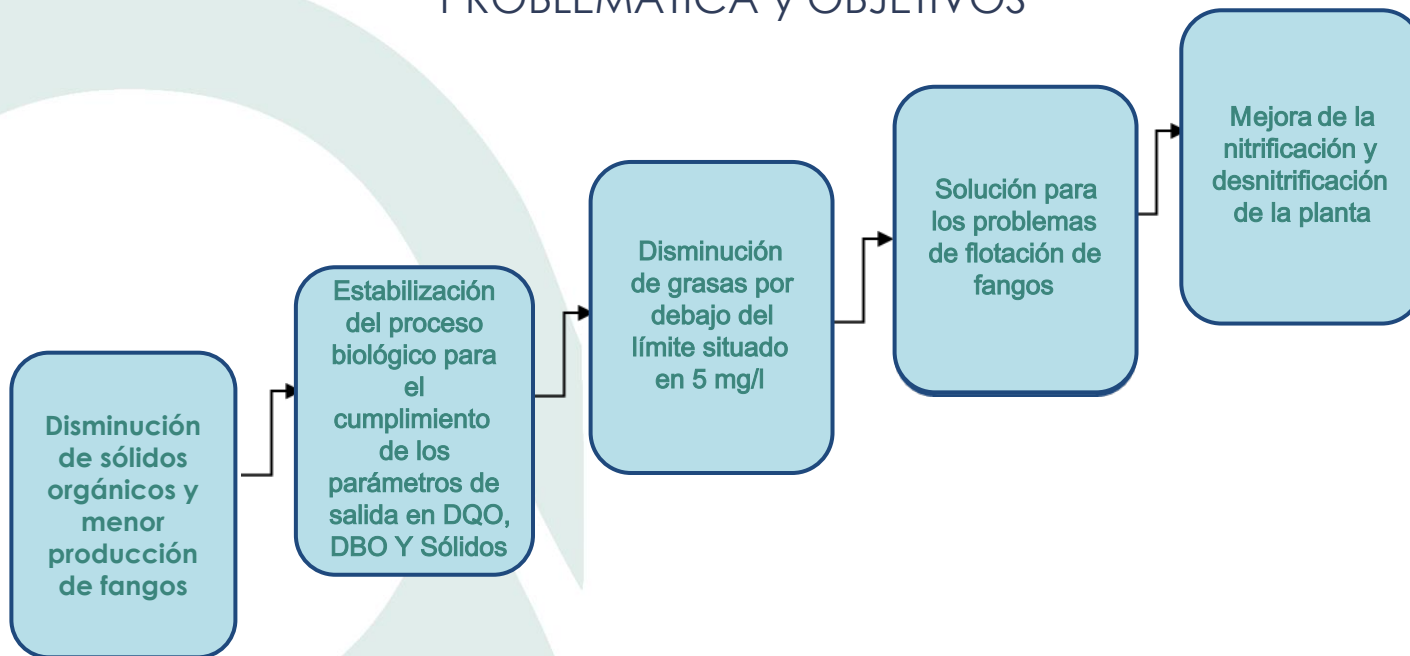 PROBLEMÁTICA y OBJETIVOS
Disminución
de sólidos
orgánicos y
menor
producción
de fangos
Estabilización
del proceso
biológico para
el
cumplimiento
de los
parámetros de
salida en DQO,
DBO Y Sólidos
Disminución
de grasas por
debajo del
límite situado
en 5 mg/l
Solución para
los problemas
de flotación de
fangos
Mejora de la
nitrificación y
desnitrificación
de la planta